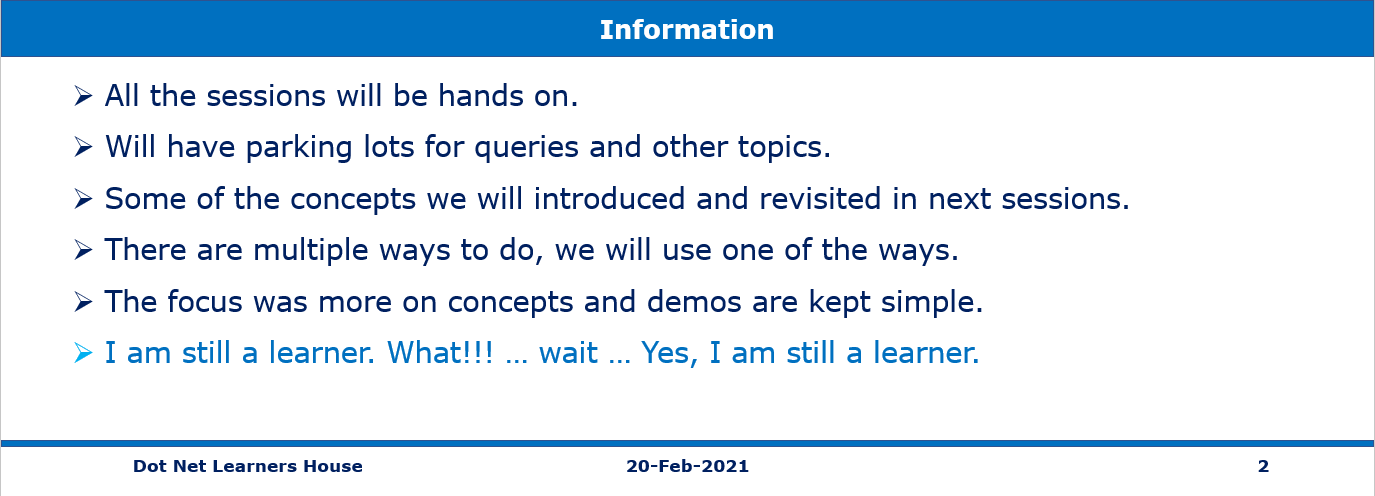 Information
All the sessions will be hands on.
Will have parking lots for queries and other topics.
Some of the concepts we will introduced and revisited in next sessions.
There are multiple ways to do, we will use one of the ways.
The focus was more on concepts and demos are kept simple.
I am still a learner. What!!! … wait … Yes, I am still a learner.
Dot Net Learners House
20-Feb-2021
2